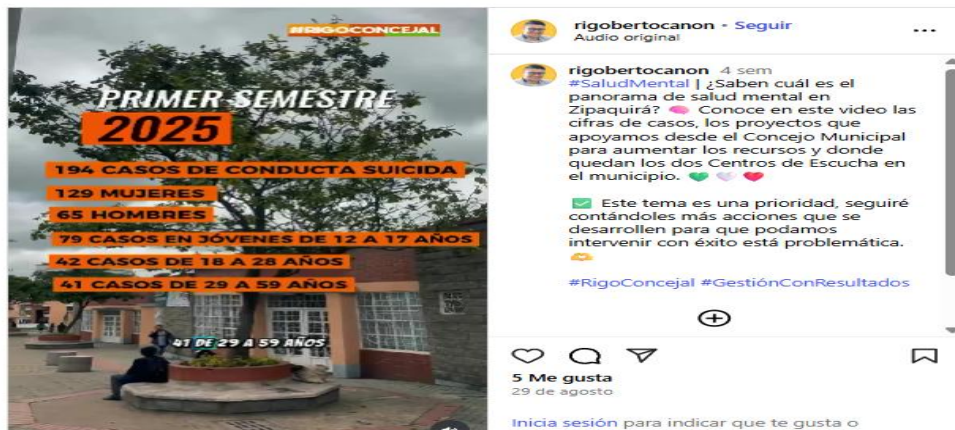 #RIGOCONCEJAL
PRIMER SEMESTRE
2025
194 CASOS DE CONDUCTA SUICIDA
129 MUJERES
65 HOMBRES
79 CASOS EN JÓVENES DE 12 A 17 AÑOS
42 CASOS DE 18 A 28 AÑOS
41 CASOS DE 29 A 59 AÑOS
41 DE 29 A 59 AÑOS
rigobertocanon • Seguir
Audio original
rigobertocanon 4 sem
#SaludMental | ¿Saben cuál es el
panorama de salud mental en
Zipaquirá? 🧠 Conoce en este video las
cifras de casos, los proyectos que
apoyamos desde el Concejo Municipal
para aumentar los recursos y donde
quedan los dos Centros de Escucha en
el municipio. 💚 🤍 ❤️
✅ Este tema es una prioridad, seguiré
contándoles más acciones que se
desarrollen para que podamos
intervenir con éxito está problemática.
🫶
#RigoConcejal #GestiónConResultados
5 Me gusta
29 de agosto
Inicia sesión para indicar que te gusta o